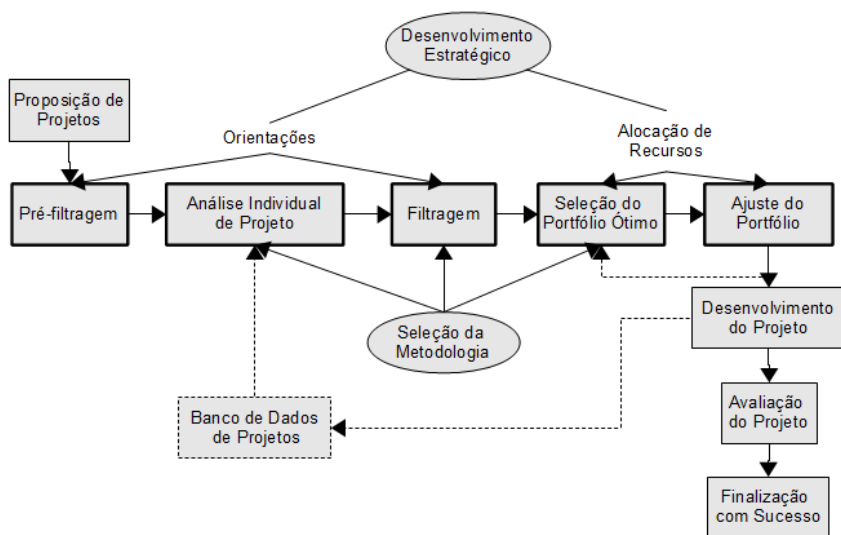 Desenvolvimento
Estratégico
Proposição de
Projetos
Orientações
Alocação de
Recursos
Pré-filtragem
Análise Individual
de Projeto
Filtragem
Seleção do
Portfólio Ótimo
Ajuste do
Portfólio
Seleção da
Metodologia
Desenvolvimento
do Projeto
Banco de Dados
de Projetos
Avaliação
do Projeto
Finalização
com Sucesso